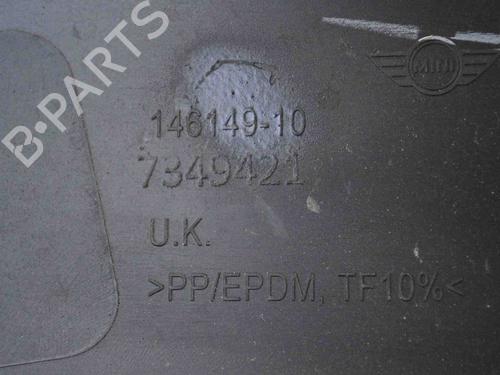 B-PARTS
MINI
146149-10
7349421
U.K.
>PP/EPDM, TF10%<